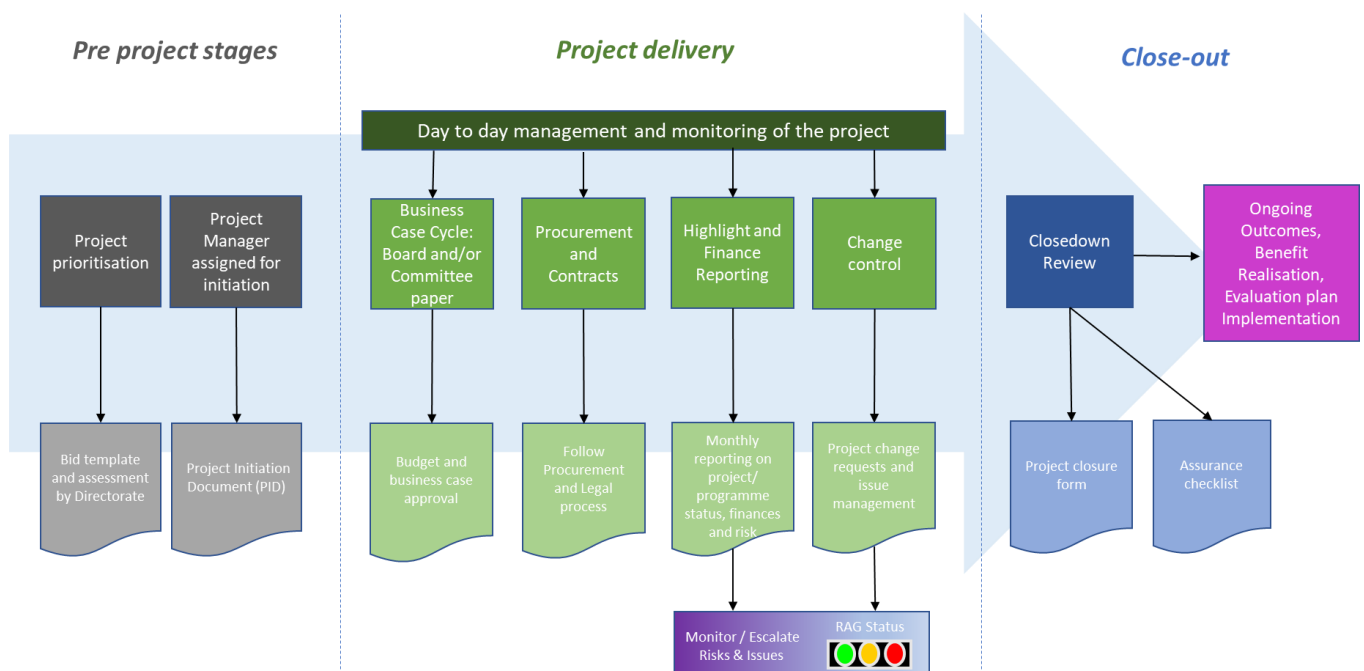 Pre project stages
Project delivery
Close-out
Day to day management and monitoring of the project
Project
prioritisation
Project
Manager
assigned for
initiation
Business
Case Cycle:
Board and/or
Committee
paper
Procurement
and
Contracts
Highlight and
Finance
Reporting
Change
control
Closedown
Review
Ongoing
Outcomes,
Benefit
Realisation,
Evaluation plan
Implementation
Bid template
and assessment
by Directorate
Project Initiation
Document (PID)
Budget and
business case
approval
Follow
Procurement
and Legal
process
Monthly
reporting on
project/
programme
status, finances
and risk
Project change
requests and
issue
management
Project closure
form
Assurance
checklist
Monitor / Escalate
Risks & Issues
RAG Status